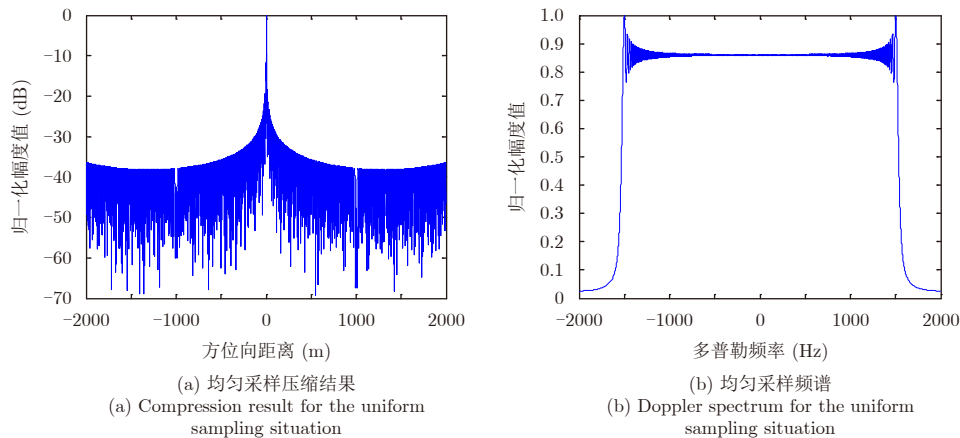 0
−10
−20
−30
−40
−50
−60
−70
归一化幅度值 (dB)
−2000
−1000
0
1000
2000
方位向距离 (m)
(a) 均匀采样压缩结果
(a) Compression result for the uniform
sampling situation
1.0
0.9
0.8
0.7
0.6
0.5
0.4
0.3
0.2
0.1
0
归一化幅度值
−2000
−1000
0
1000
2000
多普勒频率 (Hz)
(b) 均匀采样频谱
(b) Doppler spectrum for the uniform
sampling situation